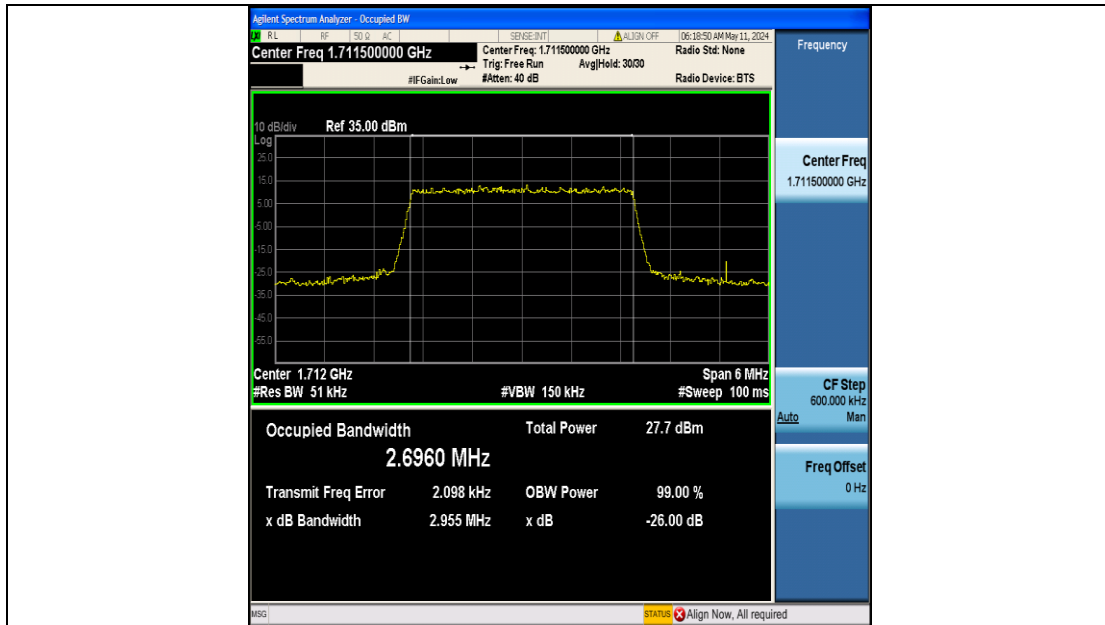 Agilent Spectrum Analyzer - Occupied BW
RL RF 50 Ω AC SENSE:INT ALIGN OFF 06:18:50 AM May 11, 2024
Center Freq 1.711500000 GHz
Center Freq: 1.711500000 GHz Radio Std: None
Trig: Free Run Avg|Hold: 30/30
#IFGain:Low #Atten: 40 dB Radio Device: BTS
10 dB/div Ref 35.00 dBm
Log
25.0
15.0
5.00
-5.00
-15.0
-25.0
-35.0
-45.0
-55.0
Center 1.712 GHz Span 6 MHz
#Res BW 51 kHz #VBW 150 kHz #Sweep 100 ms
Occupied Bandwidth Total Power 27.7 dBm
2.6960 MHz
Transmit Freq Error 2.098 kHz OBW Power 99.00 %
x dB Bandwidth 2.955 MHz x dB -26.00 dB
Frequency
Center Freq
1.711500000 GHz
CF Step
600.000 kHz
Auto Man
Freq Offset
0 Hz
MSG STATUS Align Now, All required